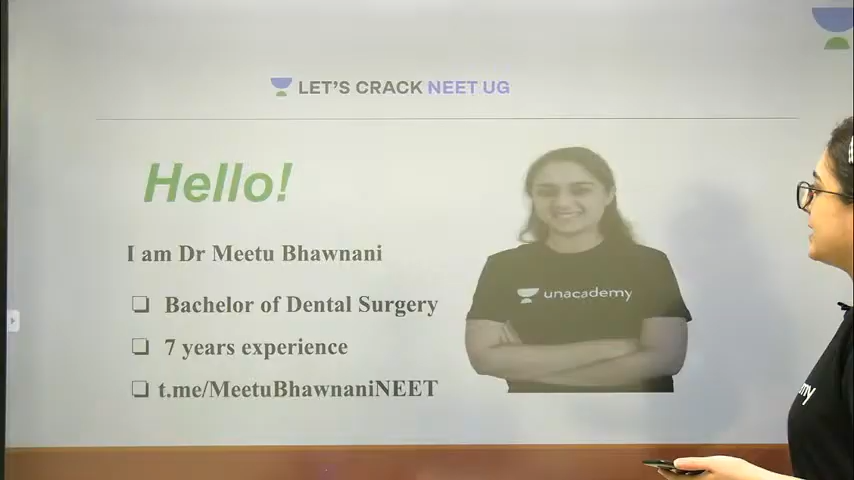 LET'S CRACK NEET UG
Hello!
I am Dr Meetu Bhawnani
❑ Bachelor of Dental Surgery
❑ 7 years experience
❑ t.me/MeetuBhawnaniNEET
unacademy
my